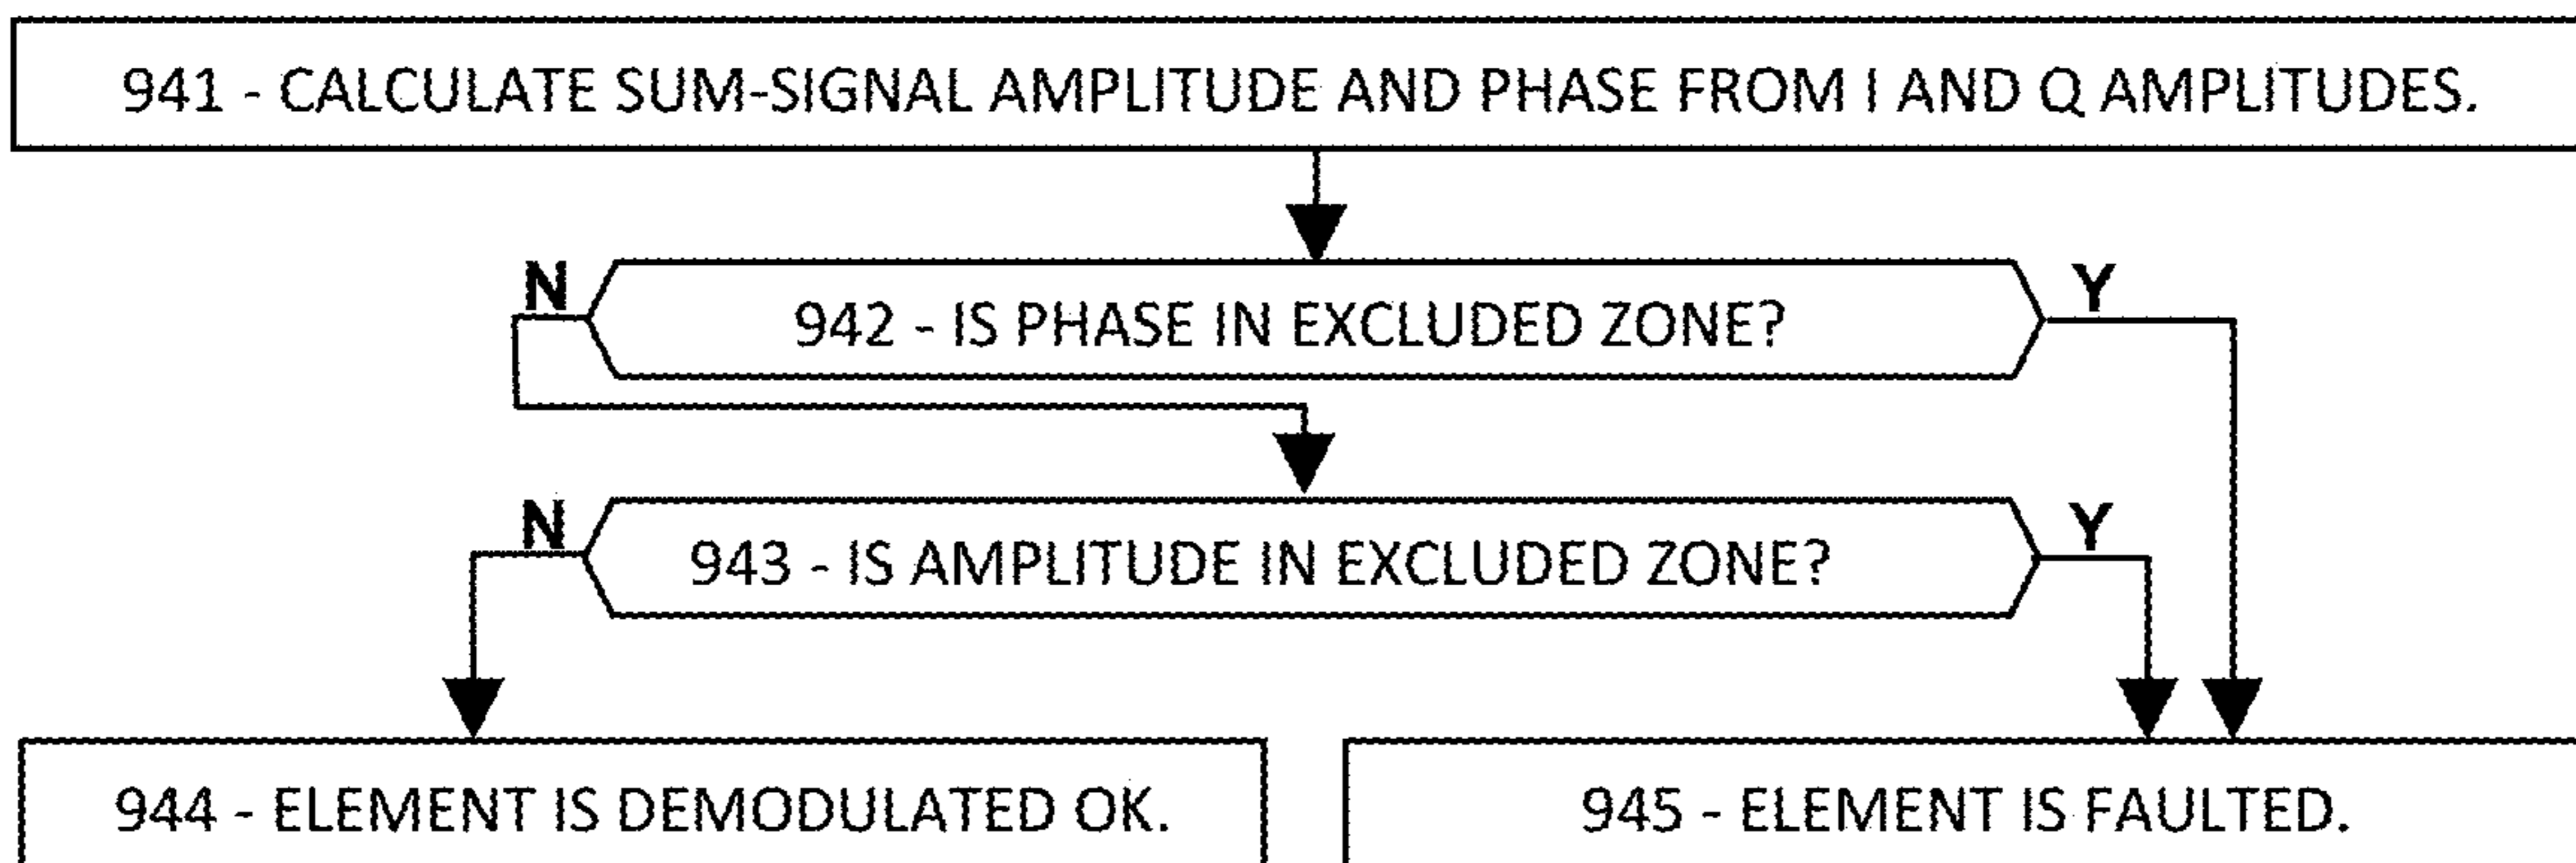 941 - CALCULATE SUM-SIGNAL AMPLITUDE AND PHASE FROM I AND Q AMPLITUDES.
N
Y
942 - IS PHASE IN EXCLUDED ZONE?
N
Y
943 - IS AMPLITUDE IN EXCLUDED ZONE?
944 - ELEMENT IS DEMODULATED OK.
945 - ELEMENT IS FAULTED.